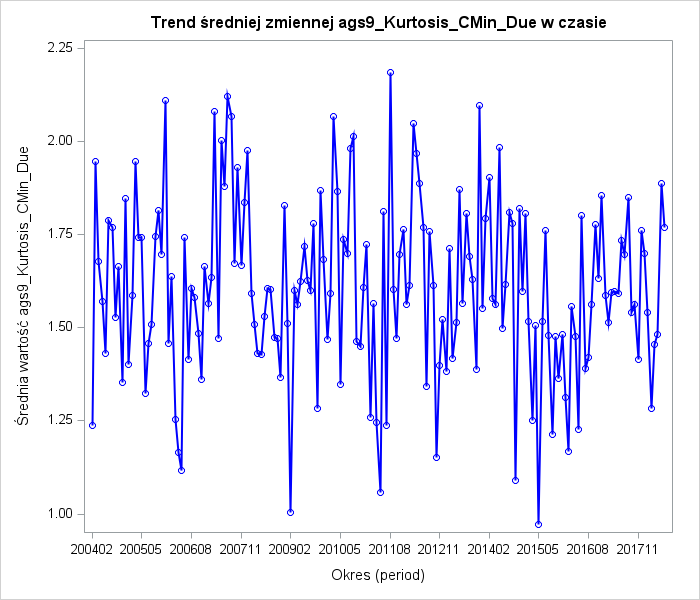 Trend średniej zmiennej ags9_Kurtosis_CMin_Due w czasie
Średnia wartość ags9_Kurtosis_CMin_Due
2.25
2.00
1.75
1.50
1.25
1.00
200402 200505 200608 200711 200902 201005 201108 201211 201402 201505 201608 201711
Okres (period)